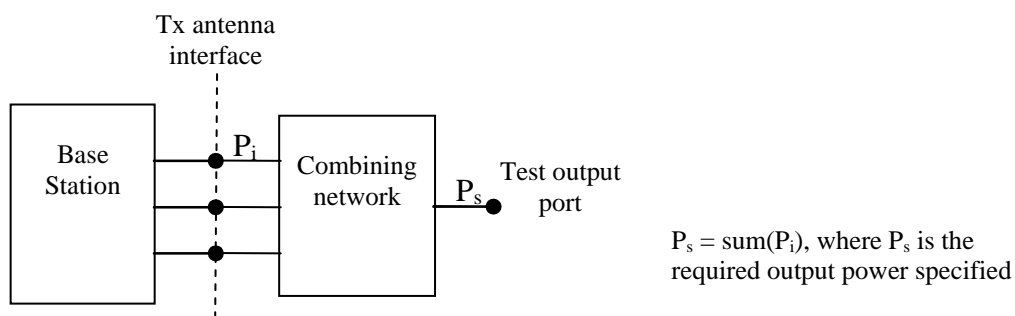 Tx antenna
interface
Base
Station
Pi
Combining
network
Ps
Test output
port
Ps = sum(Pi), where Ps is the
required output power specified